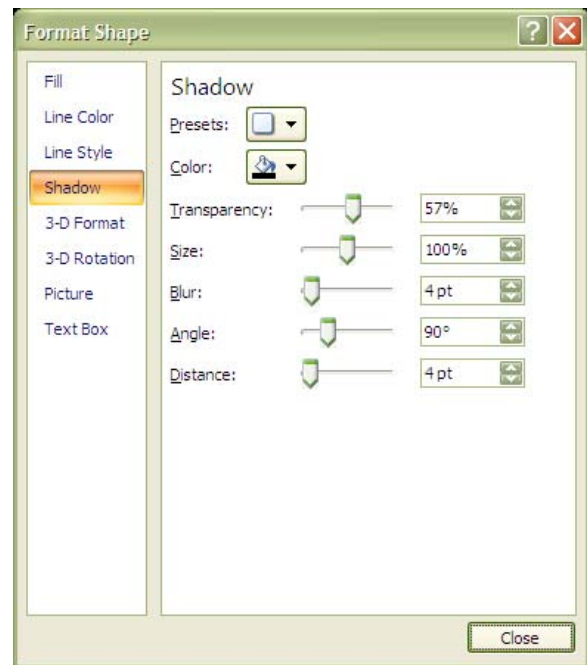 Format Shape
Fill
Line Color
Line Style
Shadow
3-D Format
3-D Rotation
Picture
Text Box
Shadow
Presets:
Color:
Transparency: 57%
Size: 100%
Blur: 4 pt
Angle: 90°
Distance: 4 pt
Close